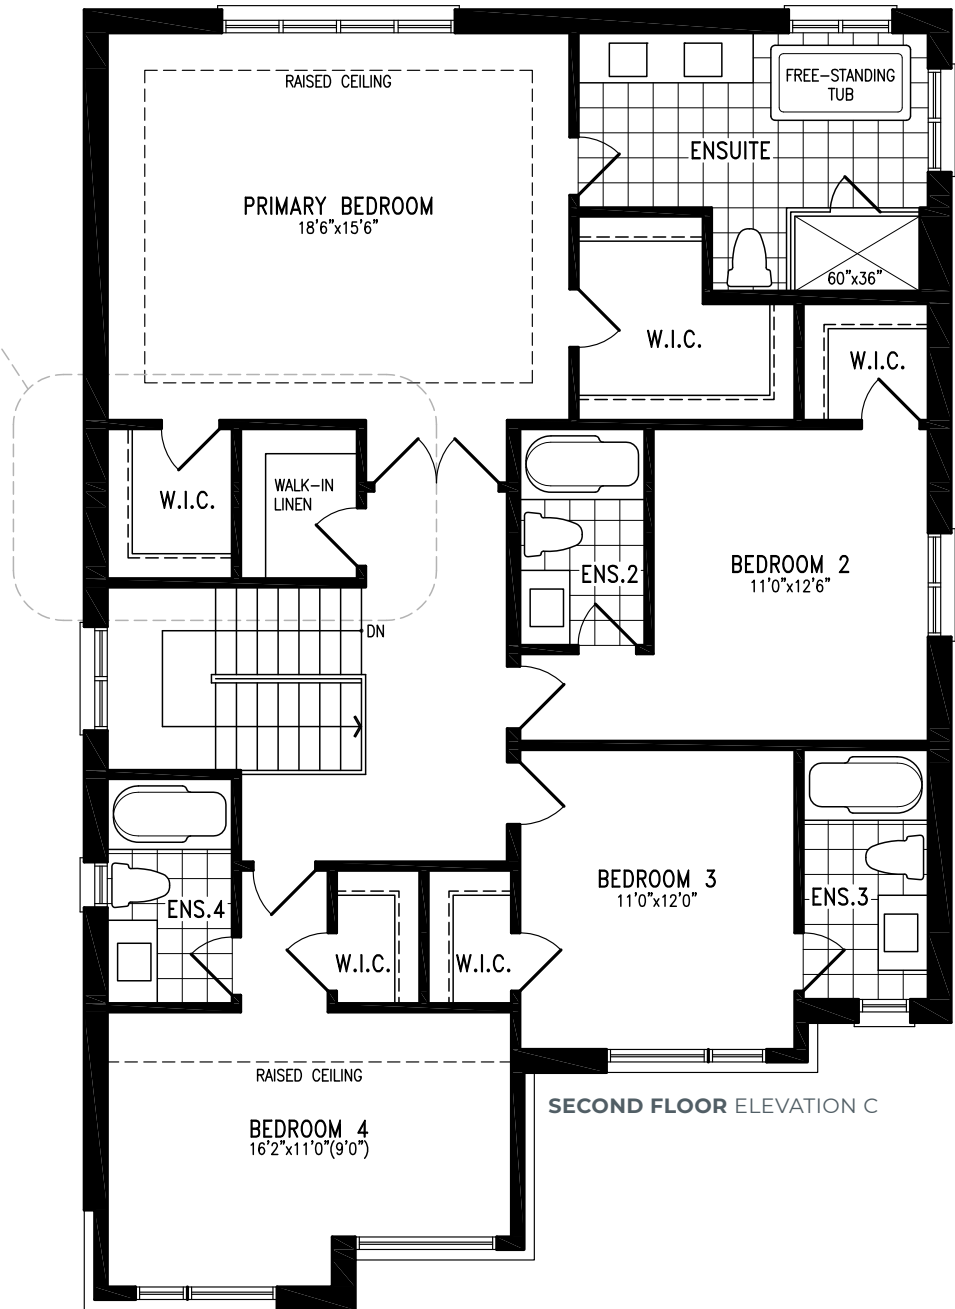 RAISED CEILING
FREE-STANDING
TUB
ENSUITE
PRIMARY BEDROOM
18'6"x15'6"
60"x36"
W.I.C.
W.I.C.
WALK-IN
LINEN
W.I.C.
BEDROOM 2
11'0"x12'6"
ENS.2
DN
BEDROOM 3
11'0"x12'0"
ENS.3
ENS.4
W.I.C.
W.I.C.
RAISED CEILING
SECOND FLOOR ELEVATION C
BEDROOM 4
16'2"x11'0"(9'0")